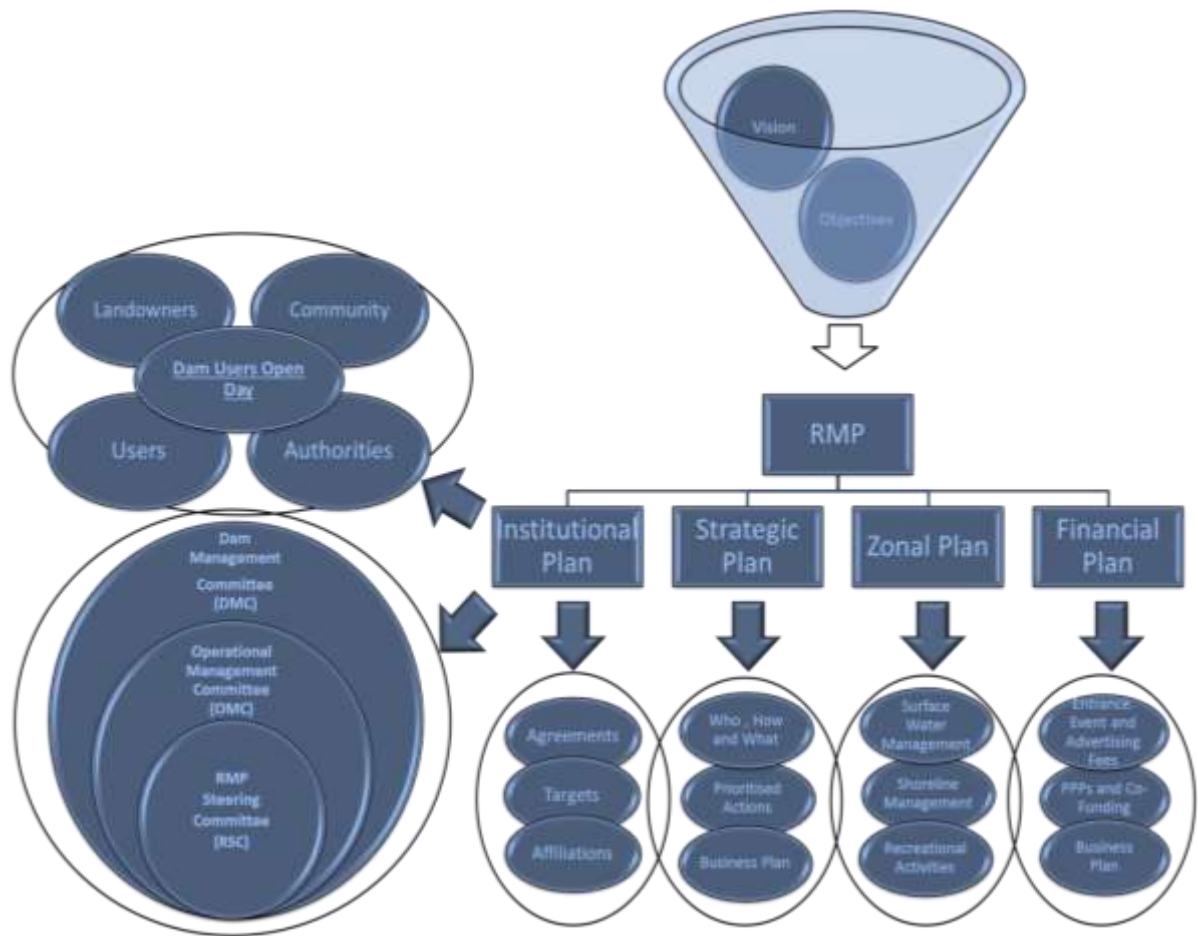 Vision
Objectives
Landowners
Community
Dam Users Open
Day
Users
Authorities
RMP
Institutional
Plan
Strategic
Plan
Zonal Plan
Financial
Plan
Dam
Management
Committee
(DMC)
Operational
Management
Committee
(OMC)
RMP
Steering
Committee
(RSC)
Agreements
Targets
Affiliations
Who , How
and What
Prioritised
Actions
Business Plan
Surface
Water
Management
Shoreline
Management
Recreational
Activities
Entrance
Event and
Advertising
Fees
PPPs and Co-
Funding
Business
Plan